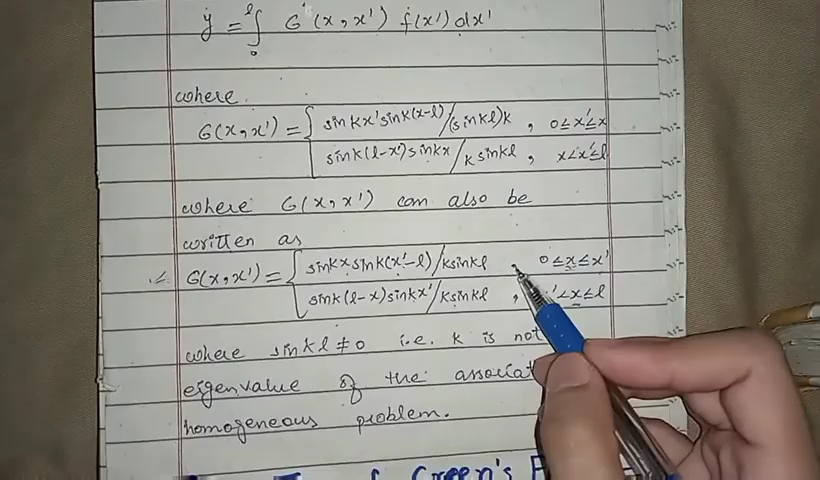 ẏ = ∫₀ˡ G(x, x') f(x') dx'
where
G(x, x') = { sin kx' sin k(x-l)/(sin kl)k , 0≤x'≤x
sin k(l-x') sin kx / k sin kl , x<x'≤l
where G(x, x') can also be
written as
G(x, x') = { sin kx sin k(x'-l)/k sin kl , 0≤x≤x'
sin k(l-x) sin kx'/k sin kl , '<x≤l
where sin kl ≠ 0 i.e. k is not
eigenvalue of the associat
homogeneous problem.
Green's